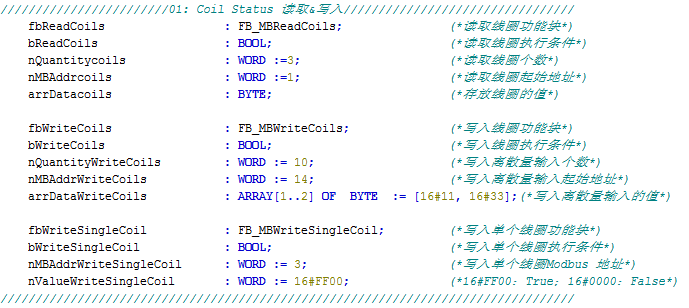 ////////////////////////01: Coil Status 读取&写入/////////////////////////////////
fbReadCoils : FB_MBReadCoils; (*读取线圈功能块*)
bReadCoils : BOOL; (*读取线圈执行条件*)
nQuantitycoils : WORD :=3; (*读取线圈个数*)
nMBAddrcoils : WORD :=1; (*读取线圈起始地址*)
arrDatacoils : BYTE; (*存放线圈的值*)
fbWriteCoils : FB_MBWriteCoils; (*写入线圈功能块*)
bWriteCoils : BOOL; (*写入线圈执行条件*)
nQuantityWriteCoils : WORD := 10; (*写入离散量输入个数*)
nMBAddrWriteCoils : WORD := 14; (*写入离散量输入起始地址*)
arrDataWriteCoils : ARRAY[1..2] OF BYTE := [16#11, 16#33];(*写入离散量输入的值*)
fbWriteSingleCoil : FB_MBWriteSingleCoil; (*写入单个线圈功能块*)
bWriteSingleCoil : BOOL; (*写入单个线圈执行条件*)
nMBAddrWriteSingleCoil : WORD := 3; (*写入单个线圈Modbus 地址*)
nValueWriteSingleCoil : WORD := 16#FF00; (*16#FF00: True; 16#0000: False*)
//////////////////////////////////////////////////////////////////////////